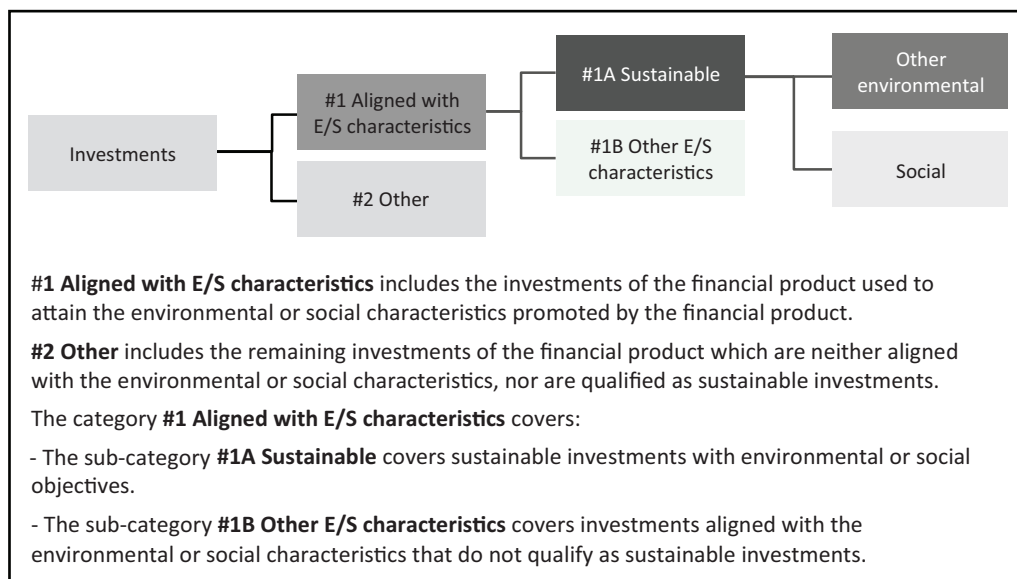 Investments
#1 Aligned with
E/S characteristics
#2 Other
#1A Sustainable
#1B Other E/S
characteristics
Other
environmental
Social
#1 Aligned with E/S characteristics includes the investments of the financial product used to
attain the environmental or social characteristics promoted by the financial product.
#2 Other includes the remaining investments of the financial product which are neither aligned
with the environmental or social characteristics, nor are qualified as sustainable investments.
The category #1 Aligned with E/S characteristics covers:
- The sub-category #1A Sustainable covers sustainable investments with environmental or social
objectives.
- The sub-category #1B Other E/S characteristics covers investments aligned with the
environmental or social characteristics that do not qualify as sustainable investments.